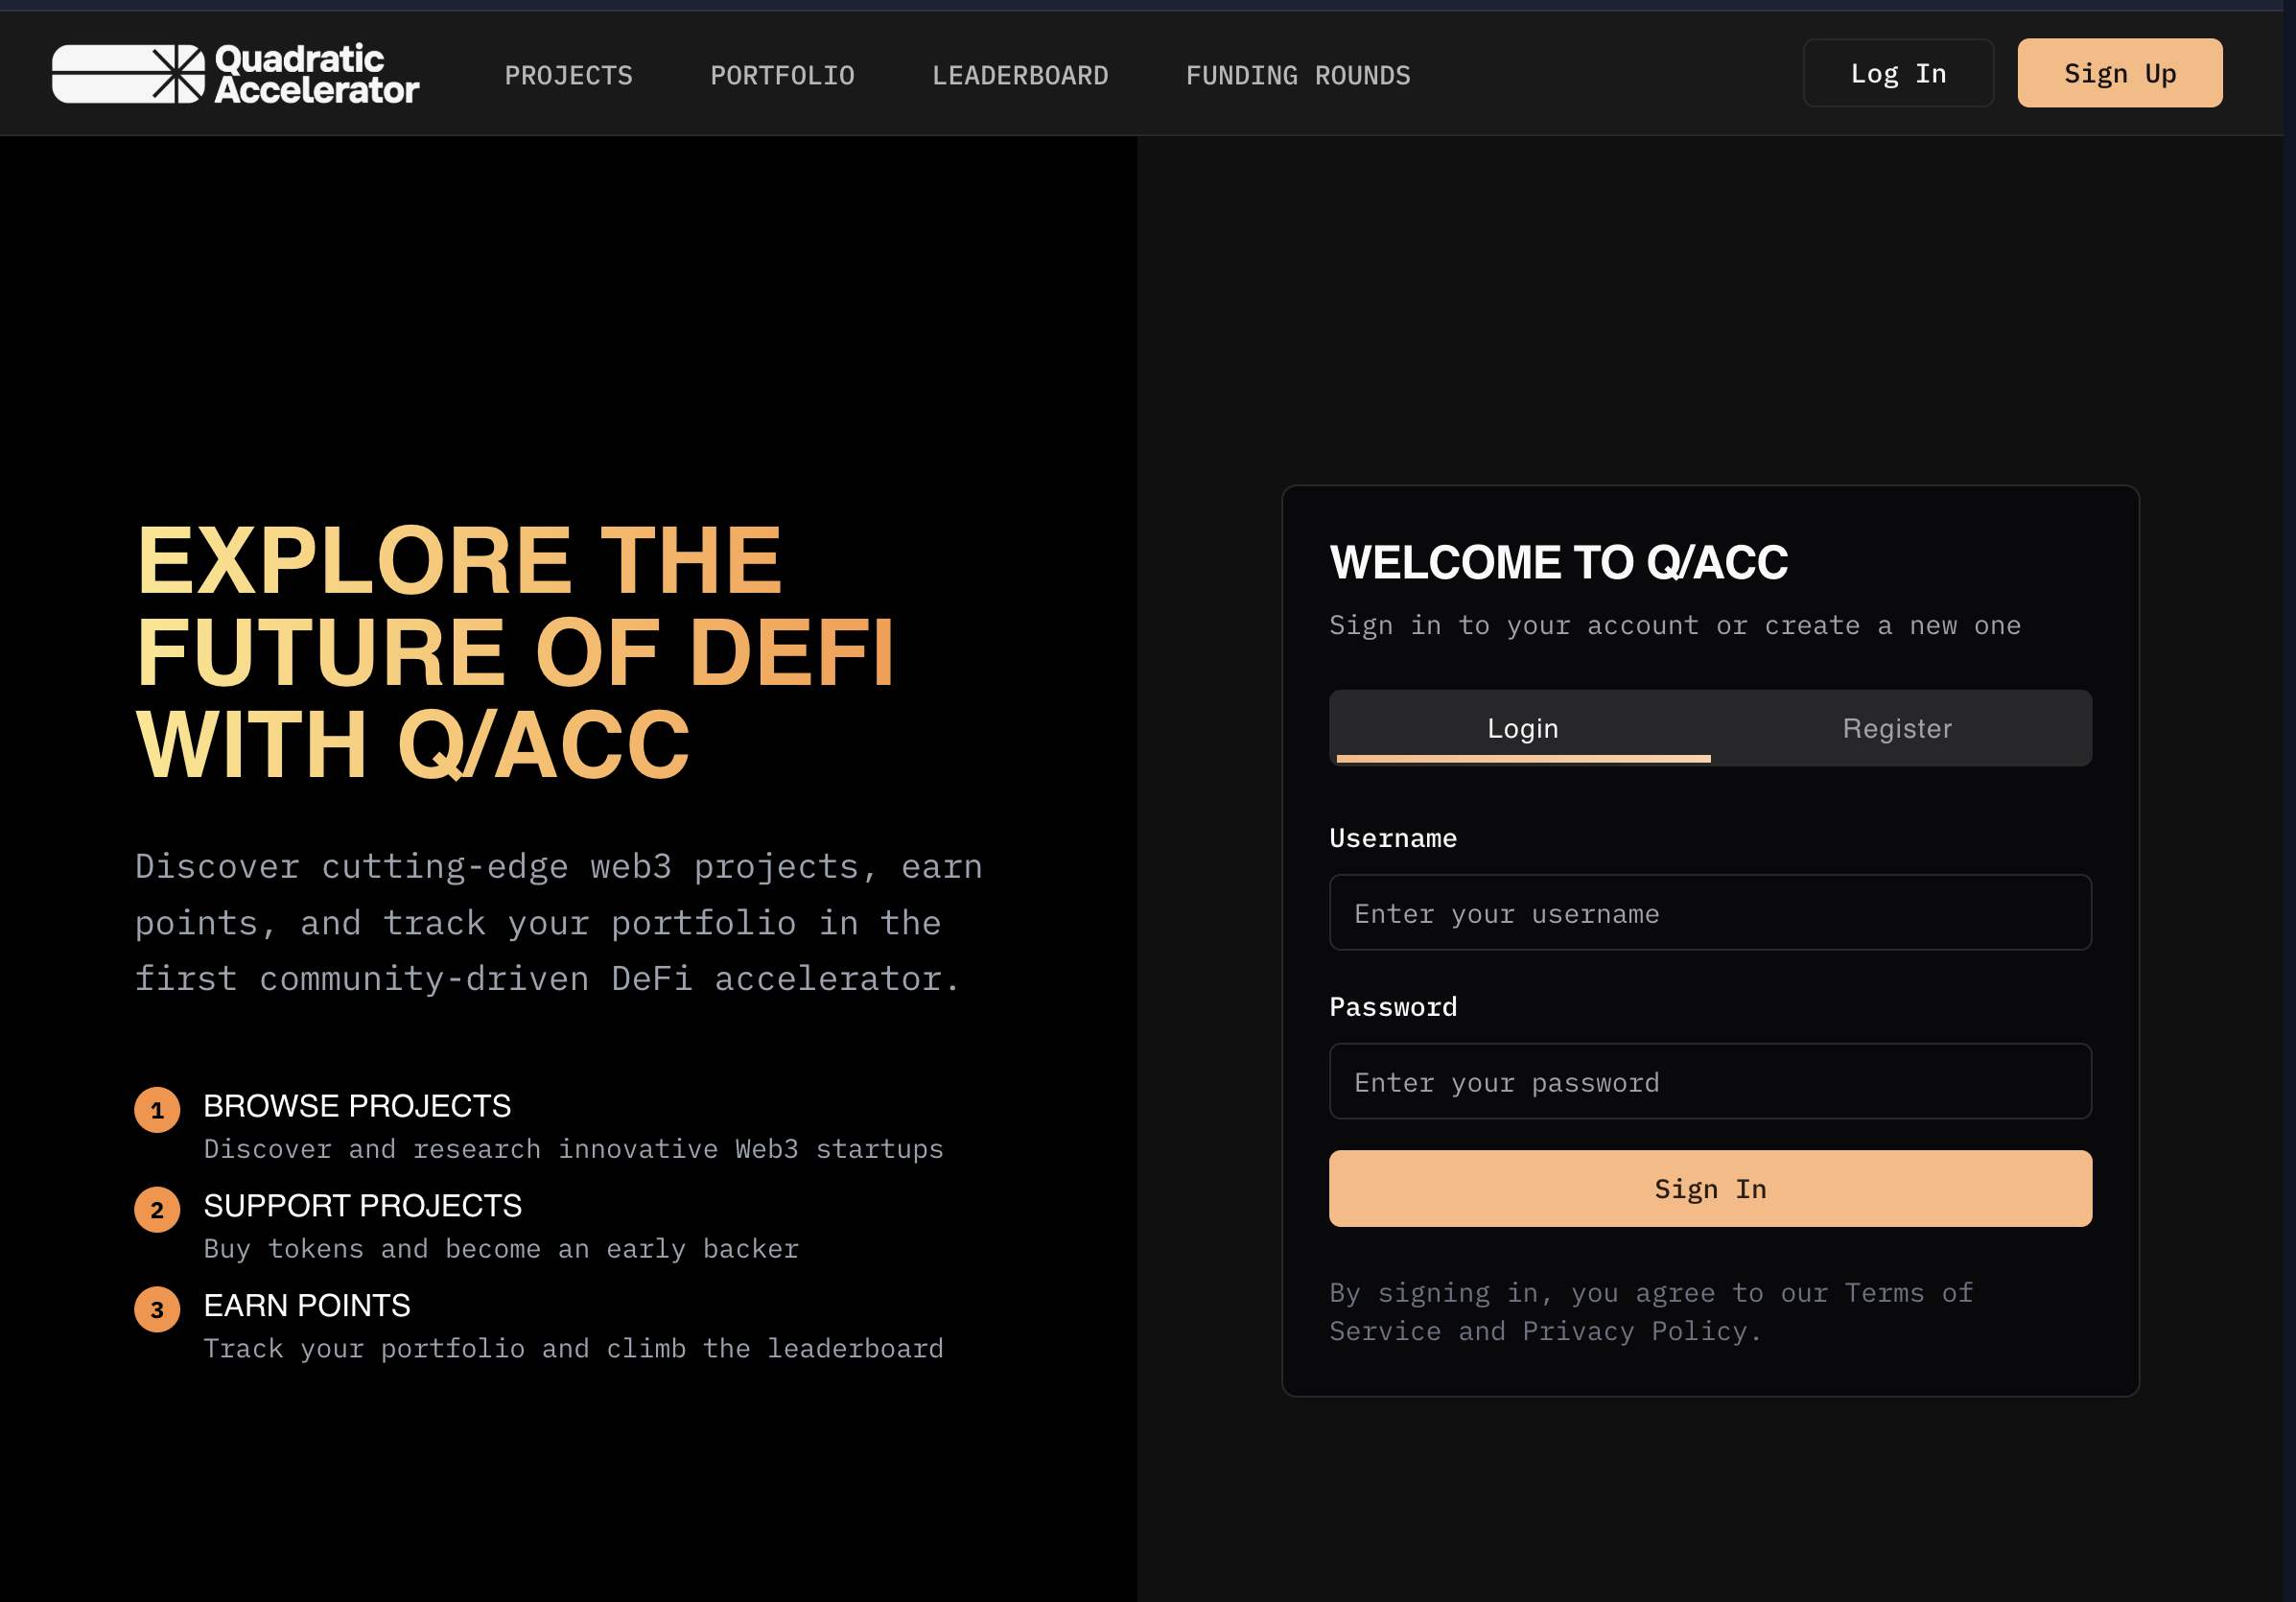 Quadratic
Accelerator
PROJECTS
PORTFOLIO
LEADERBOARD
FUNDING ROUNDS
Log In
Sign Up
EXPLORE THE
FUTURE OF DEFI
WITH Q/ACC
Discover cutting-edge web3 projects, earn
points, and track your portfolio in the
first community-driven DeFi accelerator.
1
BROWSE PROJECTS
Discover and research innovative Web3 startups
2
SUPPORT PROJECTS
Buy tokens and become an early backer
3
EARN POINTS
Track your portfolio and climb the leaderboard
WELCOME TO Q/ACC
Sign in to your account or create a new one
Login
Register
Username
Enter your username
Password
Enter your password
Sign In
By signing in, you agree to our Terms of
Service and Privacy Policy.